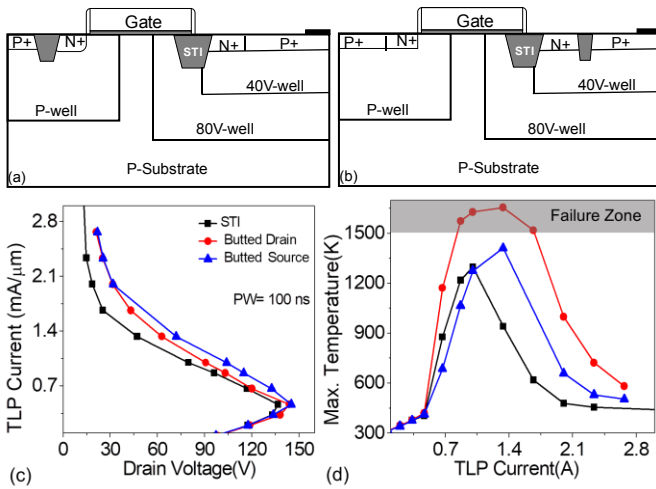 Gate
P+ N+ STI N+ P+
P-well
40V-well
80V-well
P-Substrate
(a)
Gate
P+ N+ STI N+ P+
P-well
40V-well
80V-well
P-Substrate
(b)
TLP Current (mA/μm)
2.8
2.1
1.4
0.7
0 30 60 90 120 150
Drain Voltage(V)
STI
Butted Drain
Butted Source
PW= 100 ns
(c)
Max. Temperature(K)
1500
1200
900
600
300
0.7 1.4 2.1 2.8
TLP Current(A)
Failure Zone
(d)